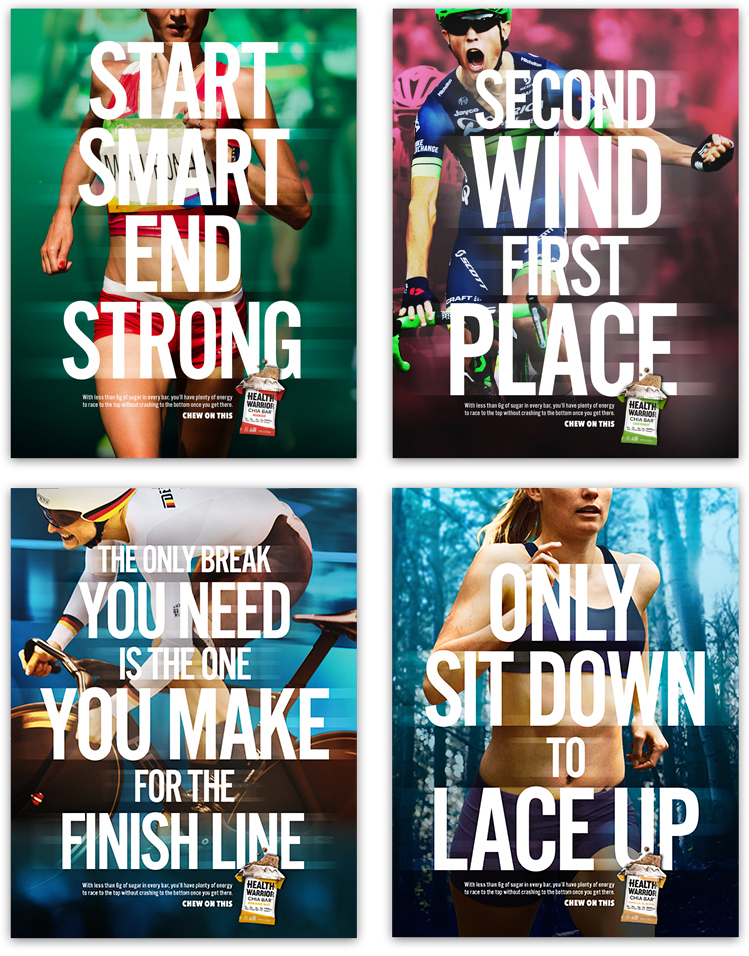 START
SMART
END
STRONG
With less than 6g of sugar in every bar, you'll have plenty of energy
to race to the top without crashing to the bottom once you get there.
CHEW ON THIS
HEALTH
WARRIOR
CHIA BAR
SECOND
WIND
FIRST
PLACE
SCOTT
CRAFT
With less than 6g of sugar in every bar, you'll have plenty of energy
to race to the top without crashing to the bottom once you get there.
CHEW ON THIS
HEALTH
WARRIOR
CHIA BAR
COCONUT
THE ONLY BREAK
YOU NEED
IS THE ONE
YOU MAKE
FOR THE
FINISH LINE
With less than 6g of sugar in every bar, you'll have plenty of energy
to race to the top without crashing to the bottom once you get there.
CHEW ON THIS
HEALTH
WARRIOR
CHIA BAR
ONLY
SIT DOWN
TO
LACE UP
With less than 6g of sugar in every bar, you'll have plenty of energy
to race to the top without crashing to the bottom once you get there.
CHEW ON THIS
HEALTH
WARRIOR
CHIA BAR